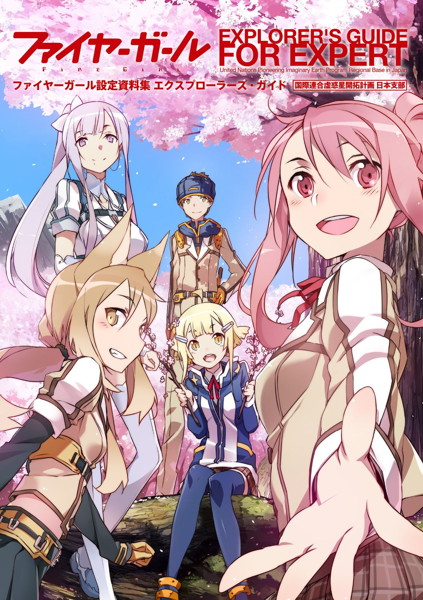 ファイヤーガール
FIRE GIRL
EXPLORER'S GUIDE
FOR EXPERT
United Nations Pioneering Imaginary Earth Program Regional Base in Japan
ファイヤーガール設定資料集 エクスプローラーズ・ガイド 国際連合虚惑星開拓計画 日本支部